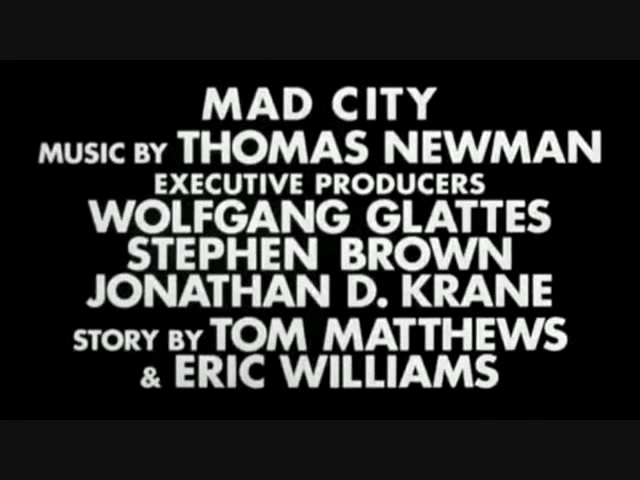 MAD CITY
MUSIC BY THOMAS NEWMAN
EXECUTIVE PRODUCERS
WOLFGANG GLATTES
STEPHEN BROWN
JONATHAN D. KRANE
STORY BY TOM MATTHEWS
& ERIC WILLIAMS